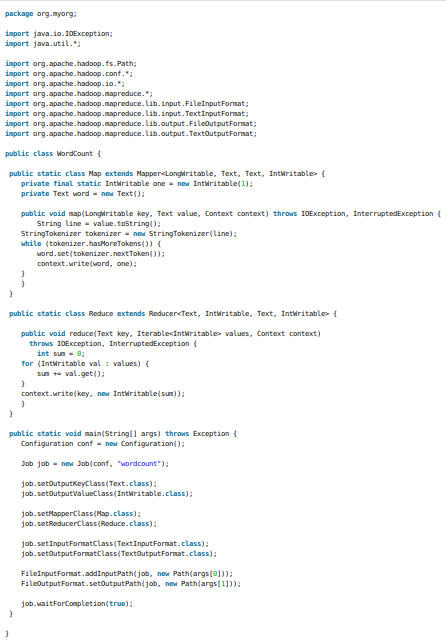 package org.myorg;
import java.io.IOException;
import java.util.*;
import org.apache.hadoop.fs.Path;
import org.apache.hadoop.conf.*;
import org.apache.hadoop.io.*;
import org.apache.hadoop.mapreduce.*;
import org.apache.hadoop.mapreduce.lib.input.FileInputFormat;
import org.apache.hadoop.mapreduce.lib.input.TextInputFormat;
import org.apache.hadoop.mapreduce.lib.output.FileOutputFormat;
import org.apache.hadoop.mapreduce.lib.output.TextOutputFormat;
public class WordCount {
public static class Map extends Mapper<LongWritable, Text, Text, IntWritable> {
private final static IntWritable one = new IntWritable(1);
private Text word = new Text();
public void map(LongWritable key, Text value, Context context) throws IOException, InterruptedException {
String line = value.toString();
StringTokenizer tokenizer = new StringTokenizer(line);
while (tokenizer.hasMoreTokens()) {
word.set(tokenizer.nextToken());
context.write(word, one);
}
}
}
public static class Reduce extends Reducer<Text, IntWritable, Text, IntWritable> {
public void reduce(Text key, Iterable<IntWritable> values, Context context)
throws IOException, InterruptedException {
int sum = 0;
for (IntWritable val : values) {
sum += val.get();
}
context.write(key, new IntWritable(sum));
}
}
public static void main(String[] args) throws Exception {
Configuration conf = new Configuration();
Job job = new Job(conf, "wordcount");
job.setOutputKeyClass(Text.class);
job.setOutputValueClass(IntWritable.class);
job.setMapperClass(Map.class);
job.setReducerClass(Reduce.class);
job.setInputFormatClass(TextInputFormat.class);
job.setOutputFormatClass(TextOutputFormat.class);
FileInputFormat.addInputPath(job, new Path(args[0]));
FileOutputFormat.setOutputPath(job, new Path(args[1]));
job.waitForCompletion(true);
}
}